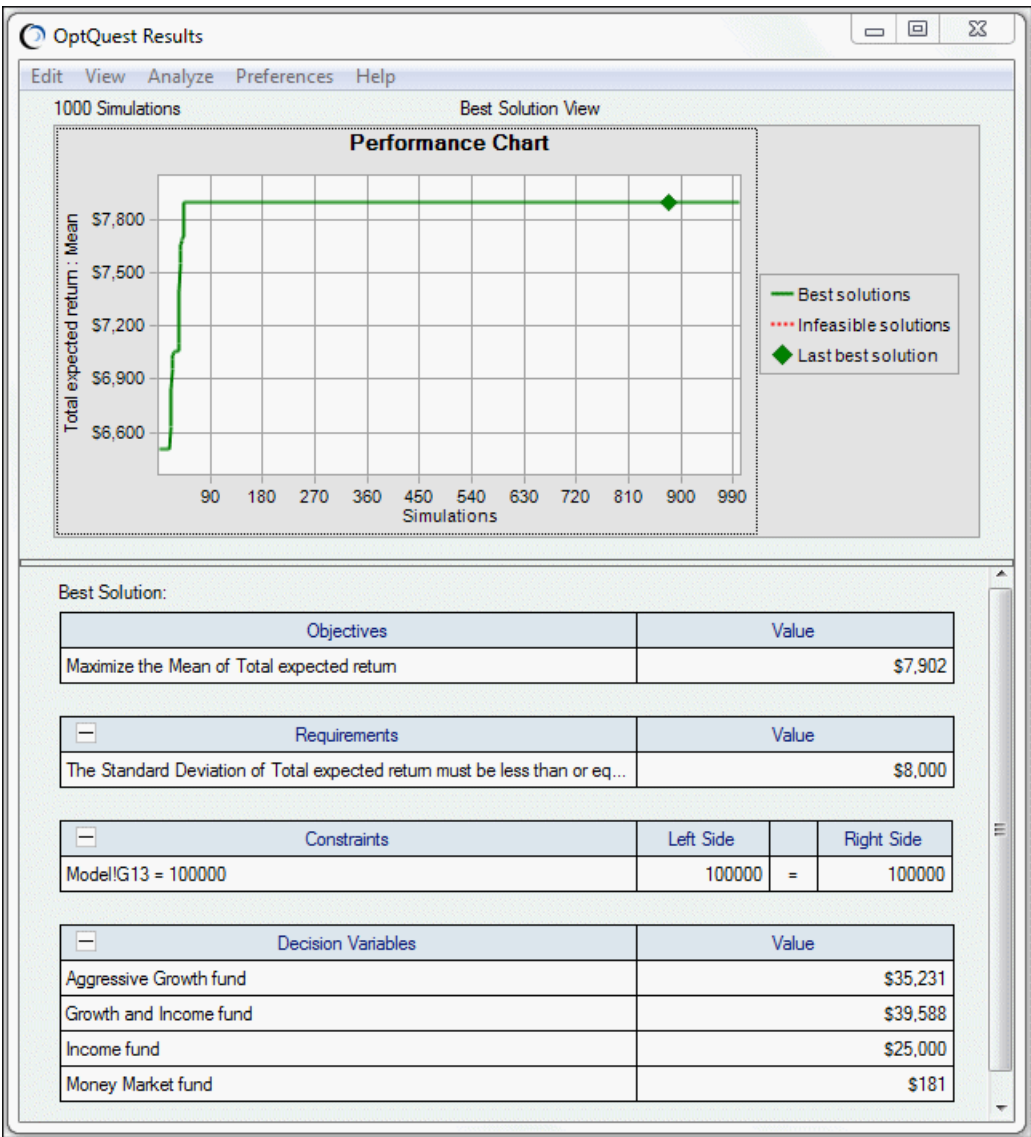 OptQuest Results
Edit View Analyze Preferences Help
1000 Simulations Best Solution View
Performance Chart
Total expected return : Mean
$7,800
$7,500
$7,200
$6,900
$6,600
90 180 270 360 450 540 630 720 810 900 990
Simulations
Best solutions
Infeasible solutions
Last best solution
Best Solution:
Objectives Value
Maximize the Mean of Total expected return $7,902
Requirements Value
The Standard Deviation of Total expected return must be less than or eq... $8,000
Constraints Left Side Right Side
Model!G13 = 100000 100000 = 100000
Decision Variables Value
Aggressive Growth fund $35,231
Growth and Income fund $39,588
Income fund $25,000
Money Market fund $181